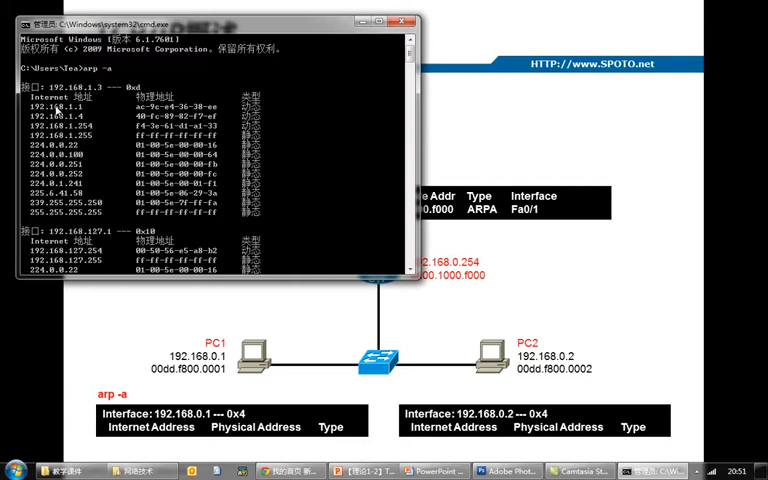 管理员: C:\Windows\system32\cmd.exe
Microsoft Windows [版本 6.1.7601]
版权所有 (c) 2009 Microsoft Corporation。保留所有权利。
C:\Users\Tea>arp -a
接口: 192.168.1.3 --- 0xd
Internet 地址 物理地址 类型
192.168.1.1 ac-9c-e4-36-38-ee 动态
192.168.1.4 40-fc-89-82-f7-ef 动态
192.168.1.254 f4-3e-61-d1-a1-33 动态
192.168.1.255 ff-ff-ff-ff-ff-ff 静态
224.0.0.22 01-00-5e-00-00-16 静态
224.0.0.100 01-00-5e-00-00-64 静态
224.0.0.251 01-00-5e-00-00-fb 静态
224.0.0.252 01-00-5e-00-00-fc 静态
224.0.1.241 01-00-5e-00-01-f1 静态
225.6.41.58 01-00-5e-06-29-3a 静态
239.255.255.250 01-00-5e-7f-ff-fa 静态
255.255.255.255 ff-ff-ff-ff-ff-ff 静态
接口: 192.168.127.1 --- 0x10
Internet 地址 物理地址 类型
192.168.127.254 00-50-56-e5-a8-b2 动态
192.168.127.255 ff-ff-ff-ff-ff-ff 静态
224.0.0.22 01-00-5e-00-00-16 静态
HTTP://www.SPOTO.net
Addr Type Interface
.f000 ARPA Fa0/1
.168.0.254
.1000.f000
PC1
192.168.0.1
00dd.f800.0001
PC2
192.168.0.2
00dd.f800.0002
arp -a
Interface: 192.168.0.1 --- 0x4
Internet Address Physical Address Type
Interface: 192.168.0.2 --- 0x4
Internet Address Physical Address Type
教学课件
网络技术
我的首页 新...
【理论1-2】T...
PowerPoint ...
Adobe Phot...
Camtasia St...
管理员: C:\Wi...
20:51